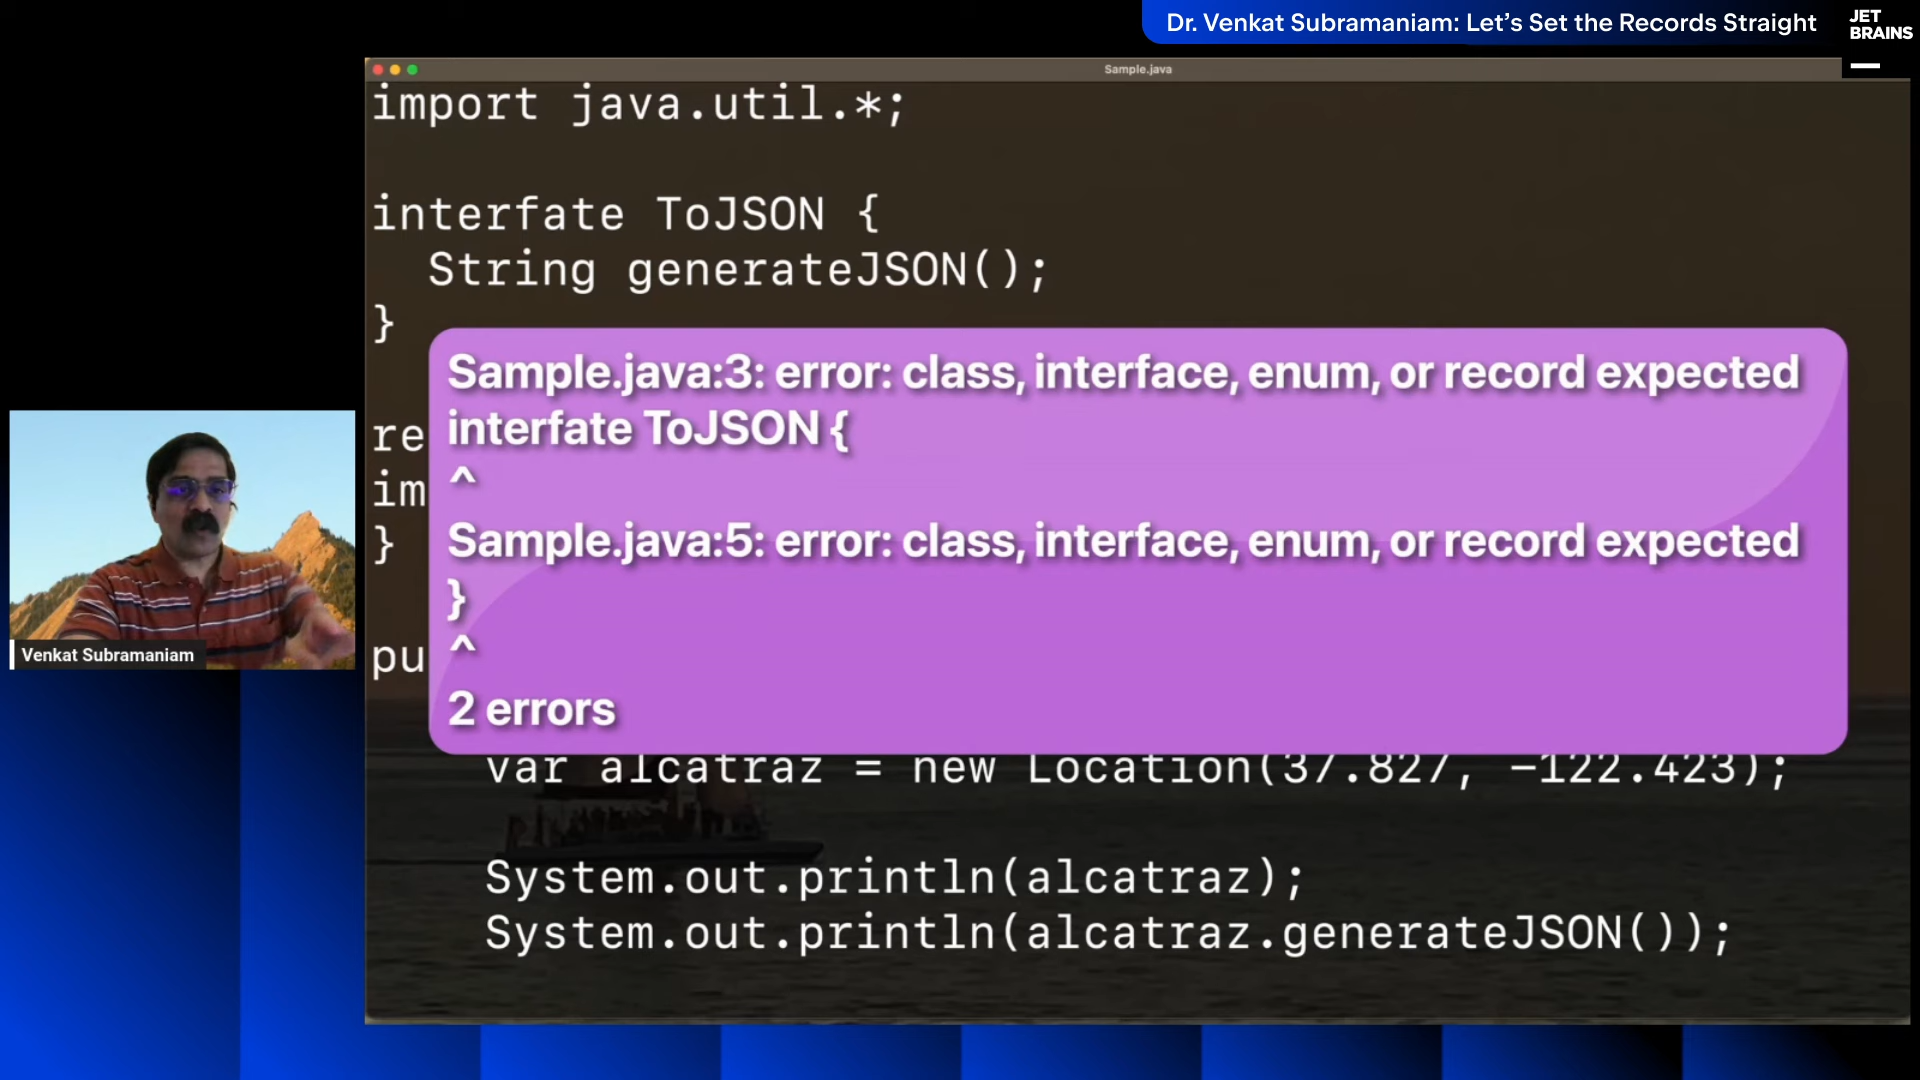 Dr. Venkat Subramaniam: Let’s Set the Records Straight
JET
BRAINS
Sample.java
import java.util.*;
interfate ToJSON {
String generateJSON();
}
re
im
}
pu
Sample.java:3: error: class, interface, enum, or record expected
interfate ToJSON {
^
Sample.java:5: error: class, interface, enum, or record expected
}
^
2 errors
var alcatraz = new Location(37.827, -122.423);
System.out.println(alcatraz);
System.out.println(alcatraz.generateJSON());
Venkat Subramaniam